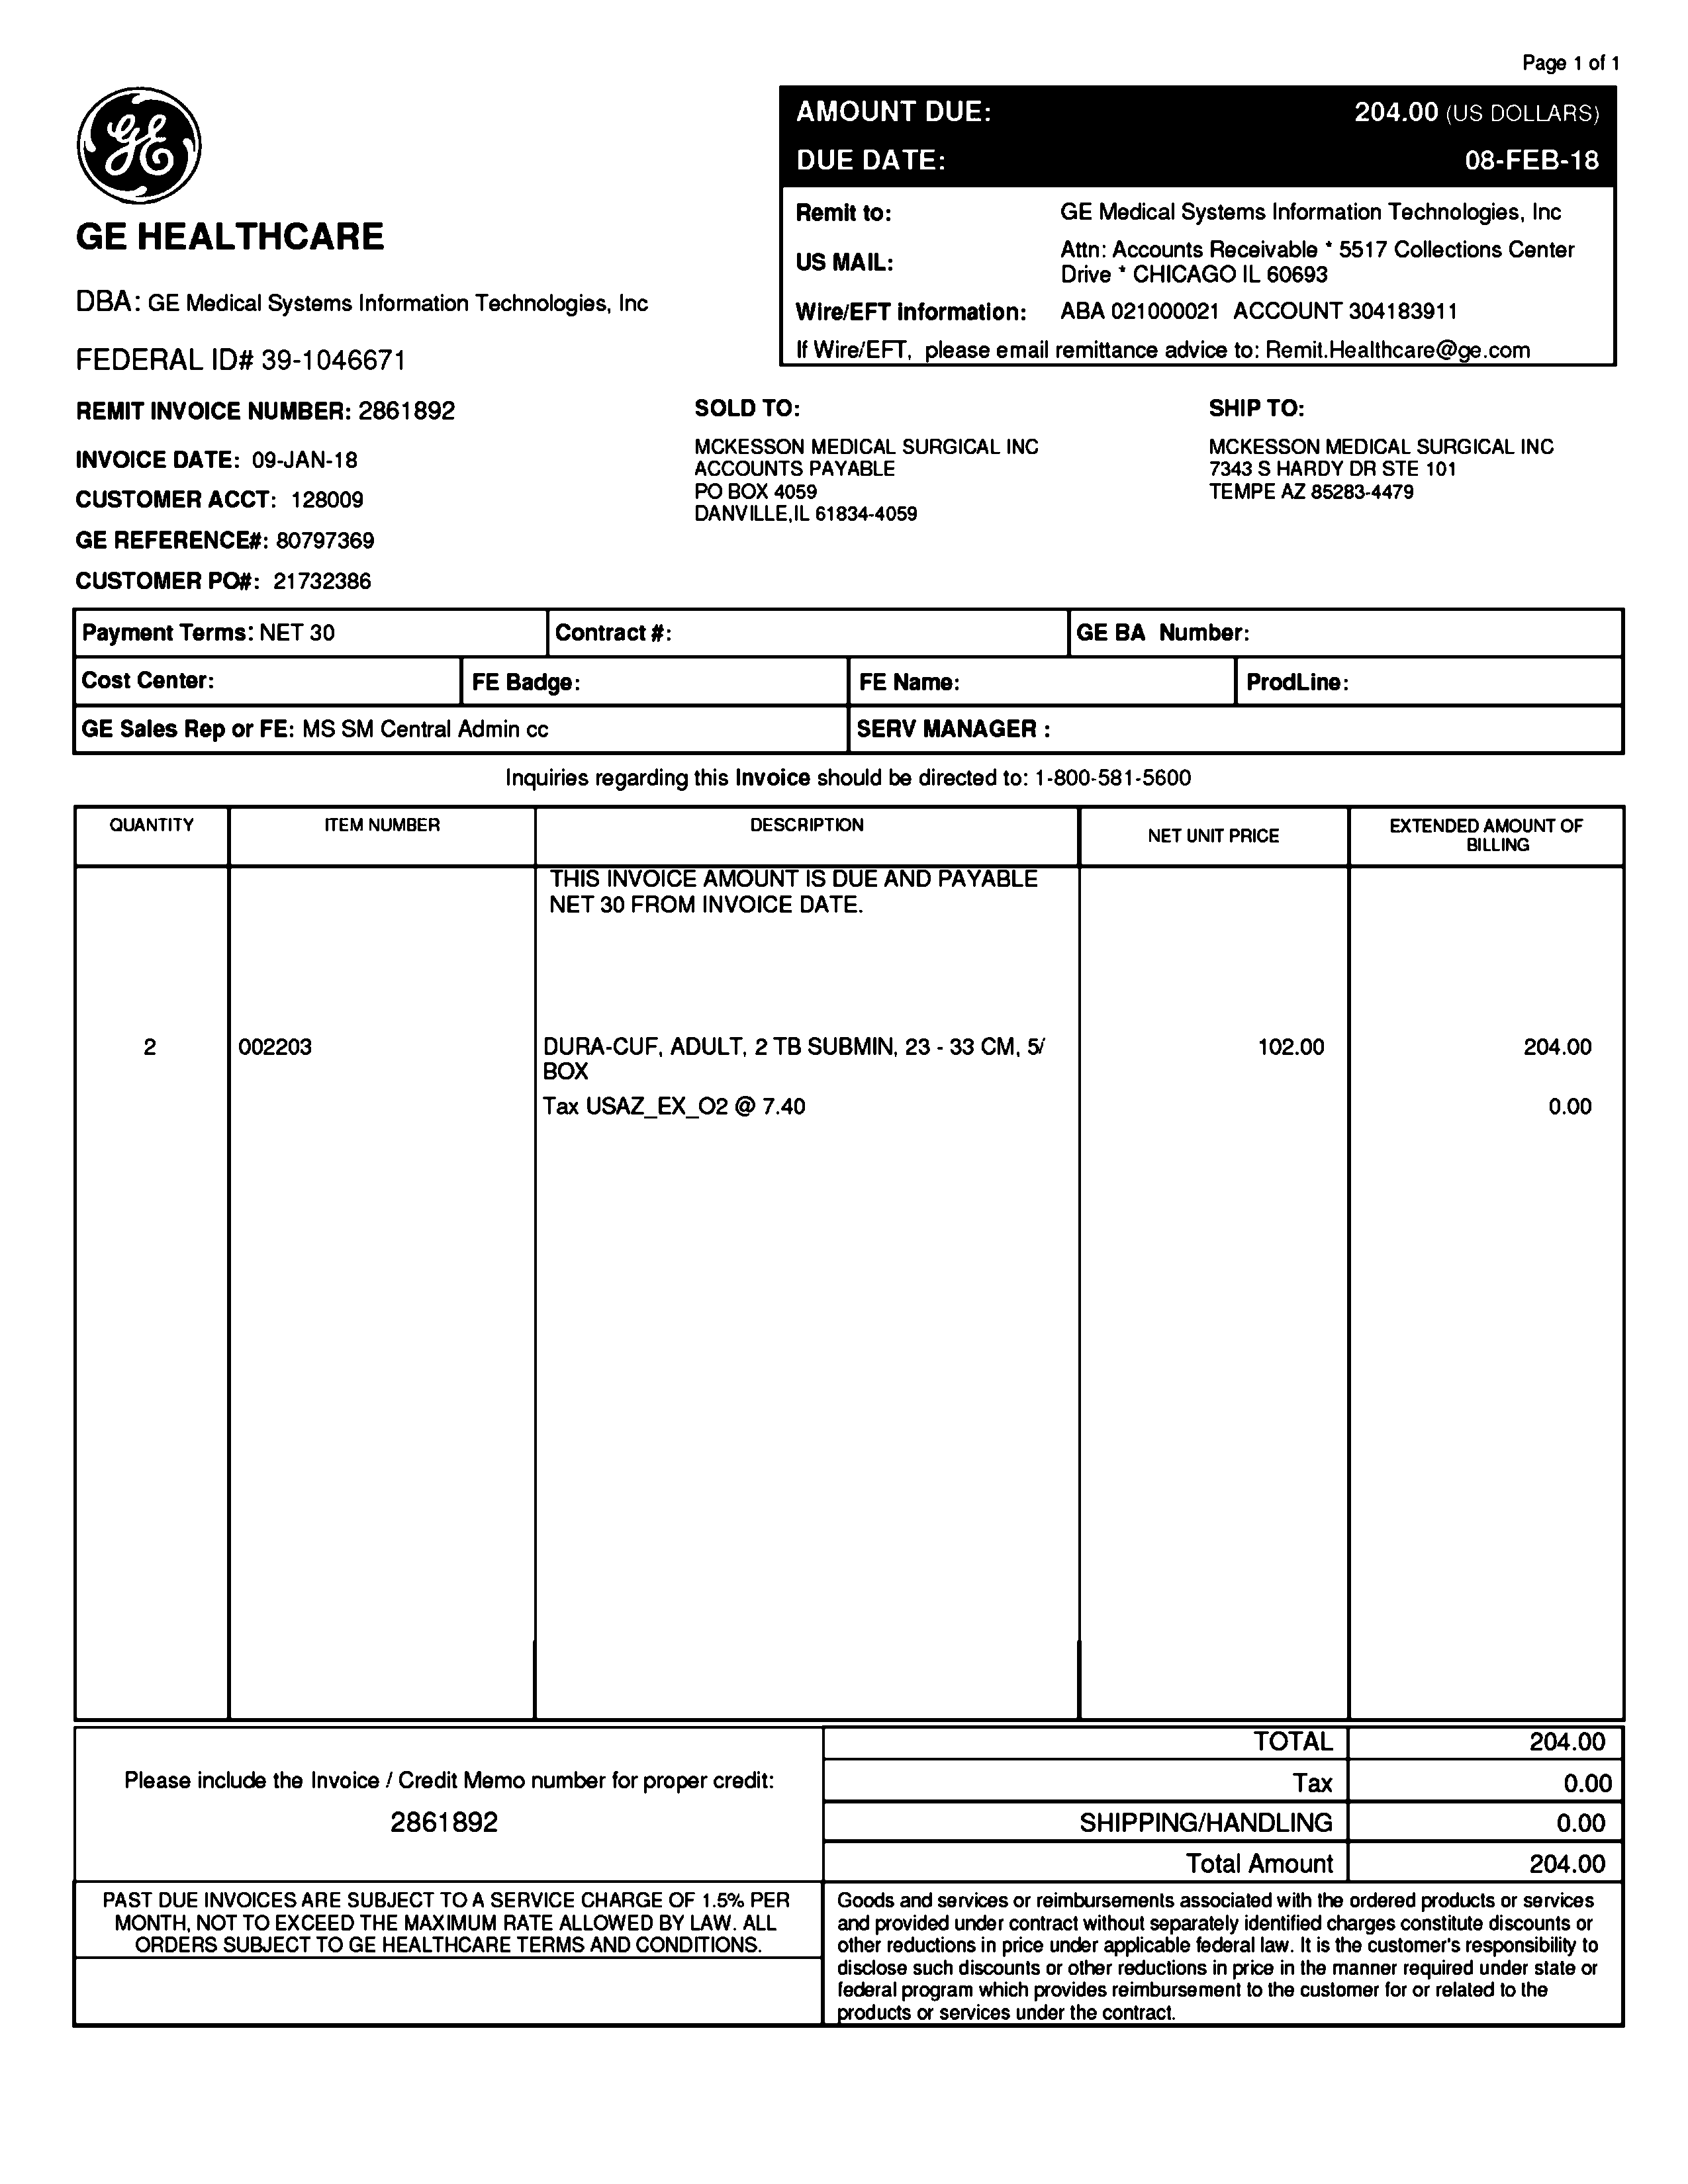 Page 1 of 1
GE
AMOUNT DUE: 204.00 (US DOLLARS)
DUE DATE: 08-FEB-18
GE HEALTHCARE
Remit to: GE Medical Systems Information Technologies, Inc
US MAIL: Attn: Accounts Receivable * 5517 Collections Center
Drive * CHICAGO IL 60693
DBA: GE Medical Systems Information Technologies, Inc
Wire/EFT information: ABA 021000021 ACCOUNT 304183911
If Wire/EFT, please email remittance advice to: Remit.Healthcare@ge.com
FEDERAL ID# 39-1046671
REMIT INVOICE NUMBER: 2861892
INVOICE DATE: 09-JAN-18
CUSTOMER ACCT: 128009
GE REFERENCE#: 80797369
CUSTOMER PO#: 21732386
SOLD TO:
MCKESSON MEDICAL SURGICAL INC
ACCOUNTS PAYABLE
PO BOX 4059
DANVILLE,IL 61834-4059
SHIP TO:
MCKESSON MEDICAL SURGICAL INC
7343 S HARDY DR STE 101
TEMPE AZ 85283-4479
Payment Terms: NET 30 Contract #: GE BA Number:
Cost Center: FE Badge: FE Name: ProdLine:
GE Sales Rep or FE: MS SM Central Admin cc SERV MANAGER :
Inquiries regarding this Invoice should be directed to: 1-800-581-5600
QUANTITY ITEM NUMBER DESCRIPTION NET UNIT PRICE EXTENDED AMOUNT OF
BILLING
THIS INVOICE AMOUNT IS DUE AND PAYABLE
NET 30 FROM INVOICE DATE.
2 002203 DURA-CUF, ADULT, 2 TB SUBMIN, 23 - 33 CM, 5/ 102.00 204.00
BOX
Tax USAZ_EX_O2 @ 7.40 0.00
TOTAL 204.00
Tax 0.00
SHIPPING/HANDLING 0.00
Total Amount 204.00
Please include the Invoice / Credit Memo number for proper credit:
2861892
PAST DUE INVOICES ARE SUBJECT TO A SERVICE CHARGE OF 1.5% PER
MONTH, NOT TO EXCEED THE MAXIMUM RATE ALLOWED BY LAW. ALL
ORDERS SUBJECT TO GE HEALTHCARE TERMS AND CONDITIONS.
Goods and services or reimbursements associated with the ordered products or services
and provided under contract without separately identified charges constitute discounts or
other reductions in price under applicable federal law. It is the customer's responsibility to
disclose such discounts or other reductions in price in the manner required under state or
federal program which provides reimbursement to the customer for or related to the
products or services under the contract.